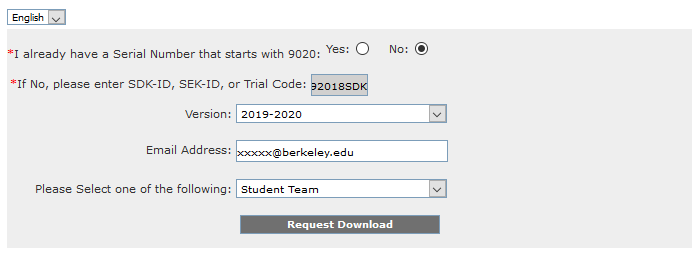 English
*I already have a Serial Number that starts with 9020: Yes: No:
*If No, please enter SDK-ID, SEK-ID, or Trial Code: 92018SDK
Version: 2019-2020
Email Address: xxxxx@berkeley.edu
Please Select one of the following: Student Team
Request Download